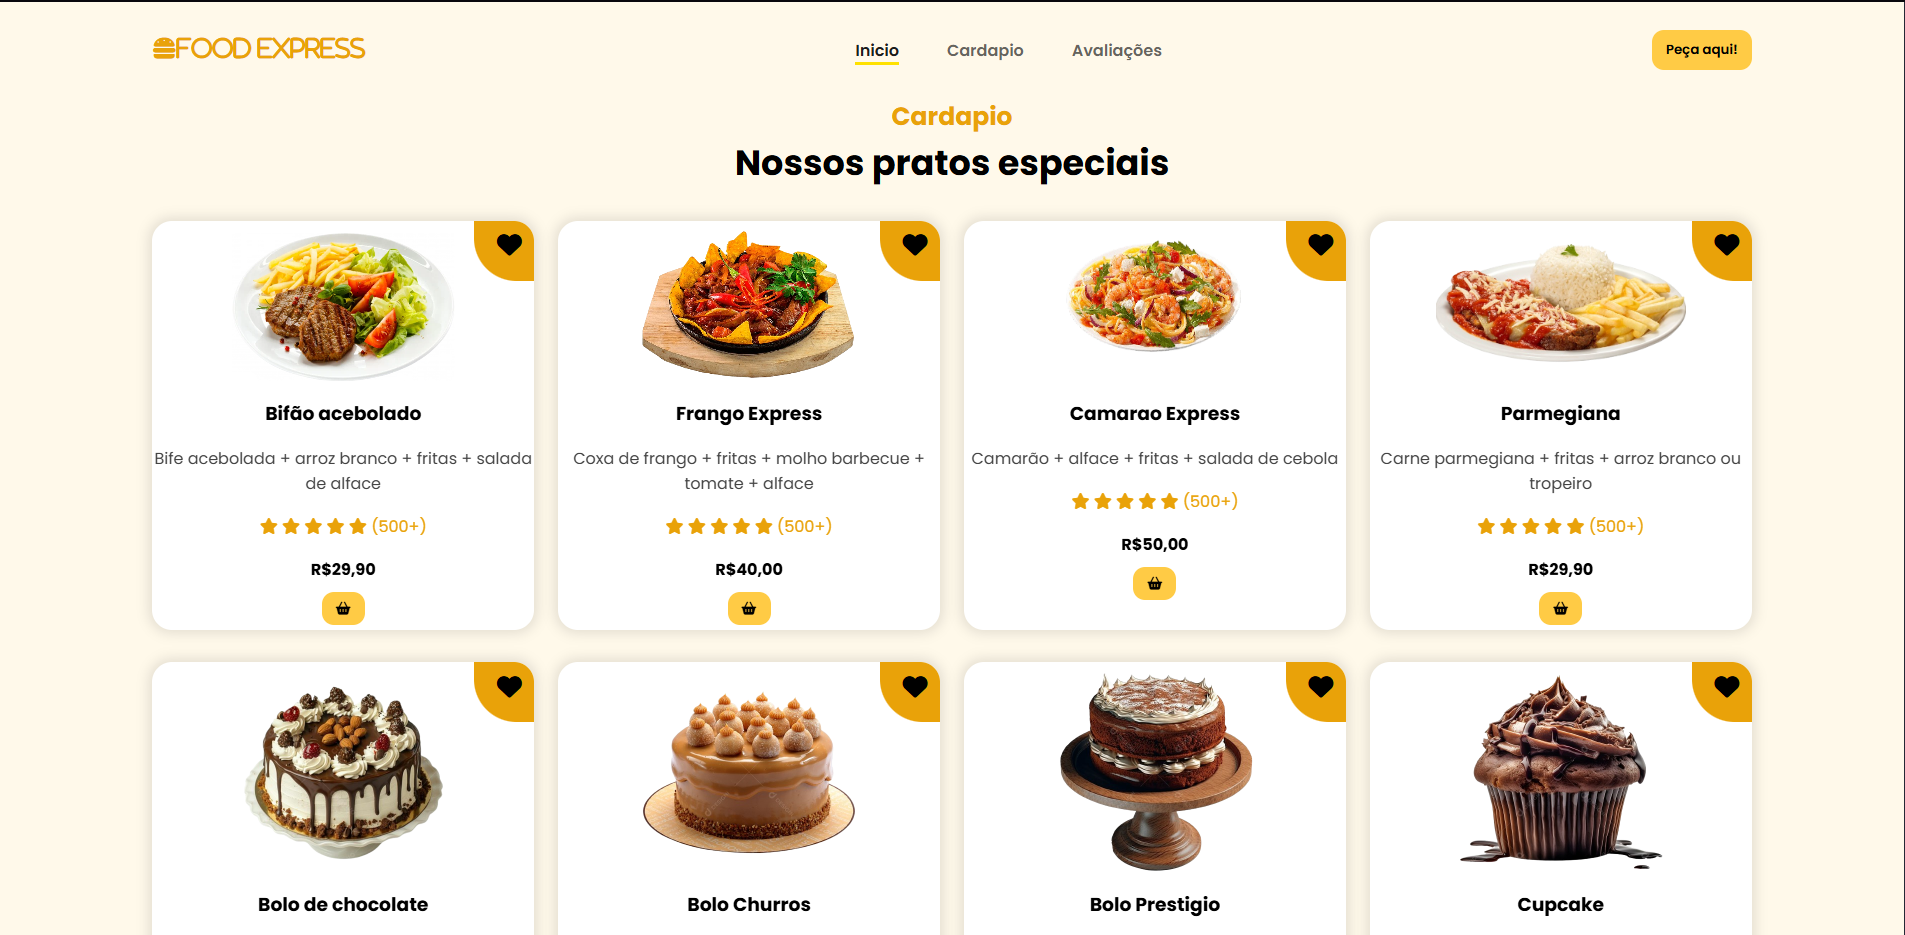 FOOD EXPRESS
Inicio
Cardapio
Avaliações
Peça aqui!
Cardapio
Nossos pratos especiais
Bifão acebolado
Bife acebolada + arroz branco + fritas + salada
de alface
(500+)
R$29,90
Frango Express
Coxa de frango + fritas + molho barbecue +
tomate + alface
(500+)
R$40,00
Camarao Express
Camarão + alface + fritas + salada de cebola
(500+)
R$50,00
Parmegiana
Carne parmegiana + fritas + arroz branco ou
tropeiro
(500+)
R$29,90
Bolo de chocolate
Bolo Churros
Bolo Prestigio
Cupcake